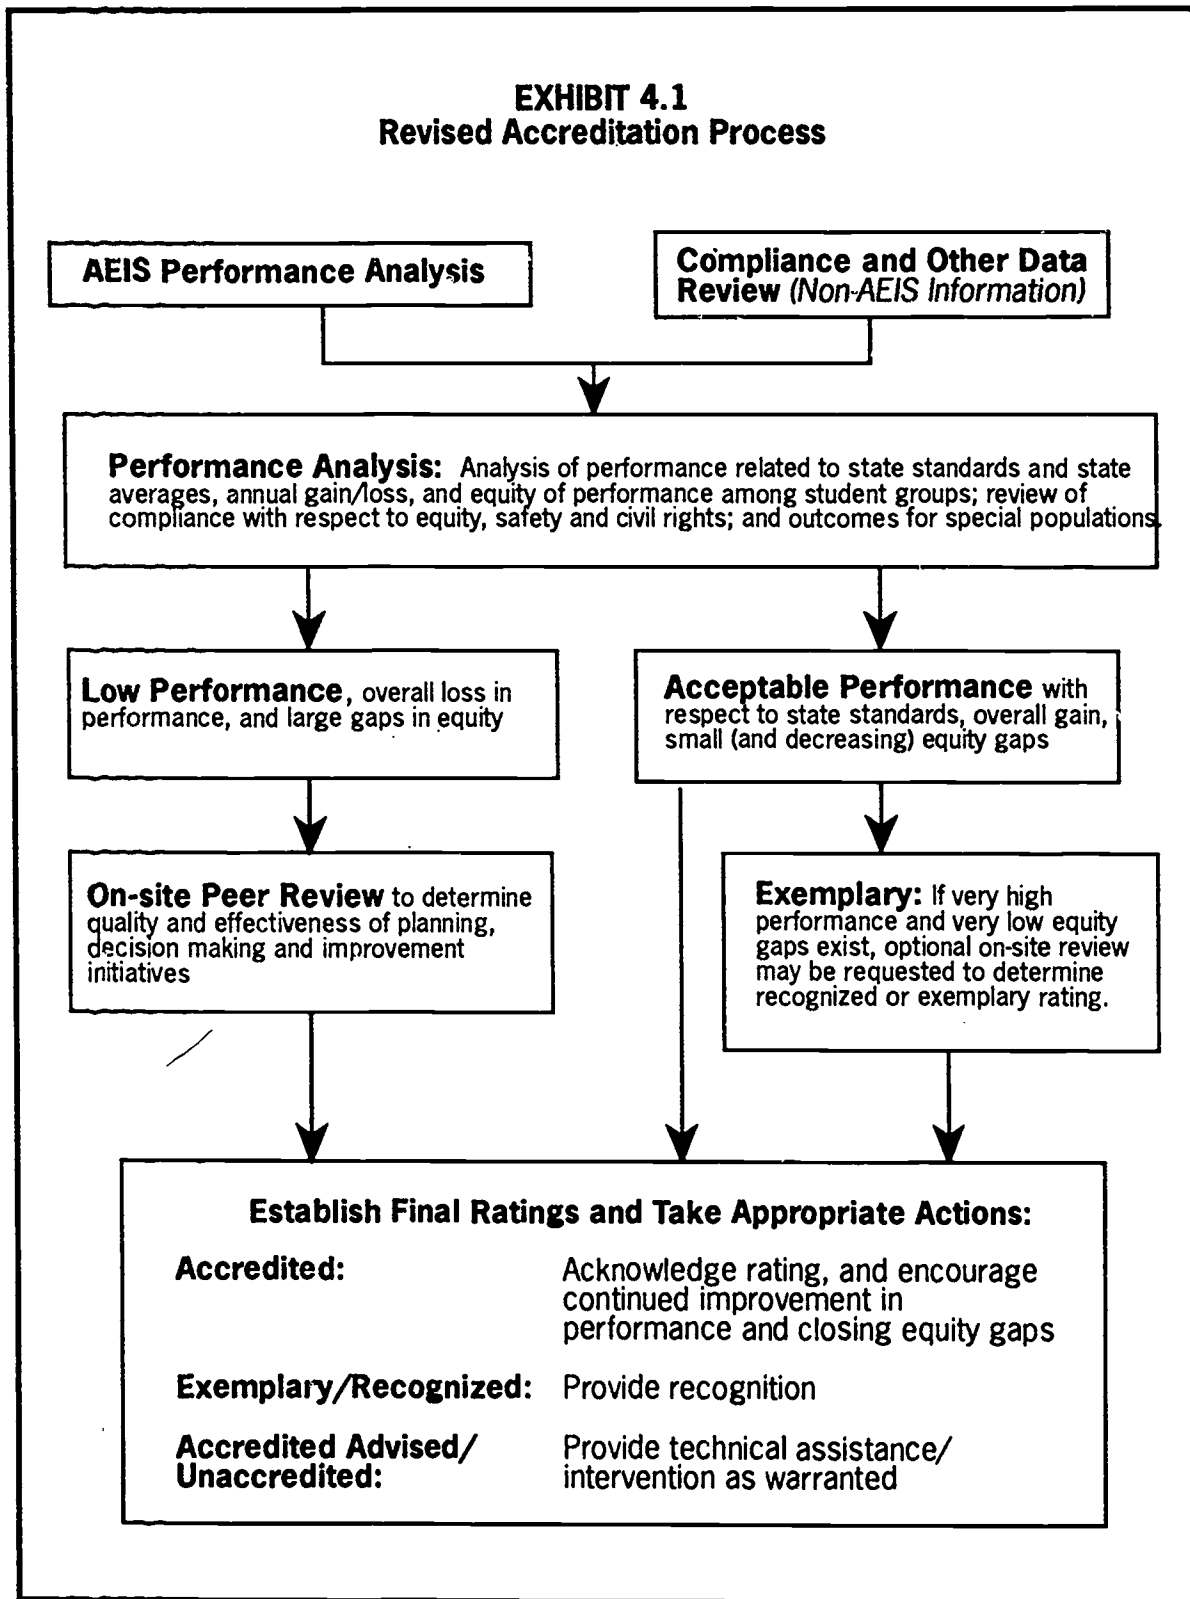 EXHIBIT 4.1
Revised Accreditation Process
AEIS Performance Analysis
Compliance and Other Data
Review (Non-AEIS Information)
Performance Analysis: Analysis of performance related to state standards and state
averages, annual gain/loss, and equity of performance among student groups; review of
compliance with respect to equity, safety and civil rights; and outcomes for special populations.
Low Performance, overall loss in
performance, and large gaps in equity
Acceptable Performance with
respect to state standards, overall gain,
small (and decreasing) equity gaps
On-site Peer Review to determine
quality and effectiveness of planning,
decision making and improvement
initiatives
Exemplary: If very high
performance and very low equity
gaps exist, optional on-site review
may be requested to determine
recognized or exemplary rating.
Establish Final Ratings and Take Appropriate Actions:
Accredited: Acknowledge rating, and encourage
continued improvement in
performance and closing equity gaps
Exemplary/Recognized: Provide recognition
Accredited Advised/ Provide technical assistance/
Unaccredited: intervention as warranted